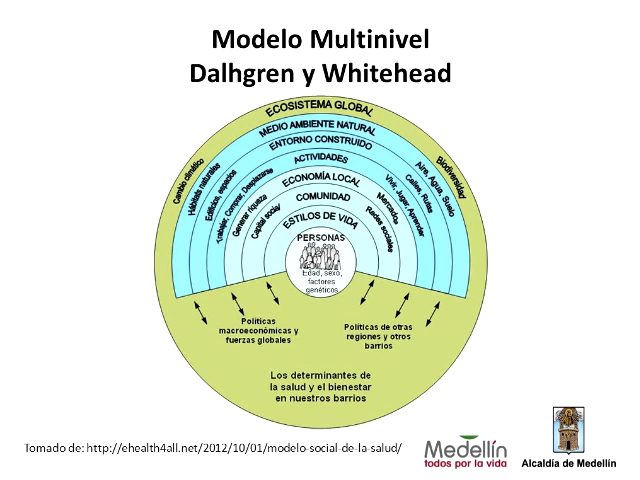 Modelo Multinivel
Dalhgren y Whitehead
ECOSISTEMA GLOBAL
MEDIO AMBIENTE NATURAL
ENTORNO CONSTRUIDO
ACTIVIDADES
ECONOMÍA LOCAL
COMUNIDAD
ESTILOS DE VIDA
PERSONAS
Edad, sexo,
factores
genéticos
Cambio climático
Hábitats naturales
Edificios, espacios
Trabajar, Comprar, Desplazarse
Generar riqueza
Capital social
Biodiversidad
Aire, Agua, Suelo
Calles, Rutas
Vivir, Jugar, Aprender
Mercados
Redes sociales
Políticas
macroeconómicas y
fuerzas globales
Políticas de otras
regiones y otros
barrios
Los determinantes de
la salud y el bienestar
en nuestros barrios
Tomado de: http://ehealth4all.net/2012/10/01/modelo-social-de-la-salud/
Medellín
todos por la vida
Alcaldía de Medellín